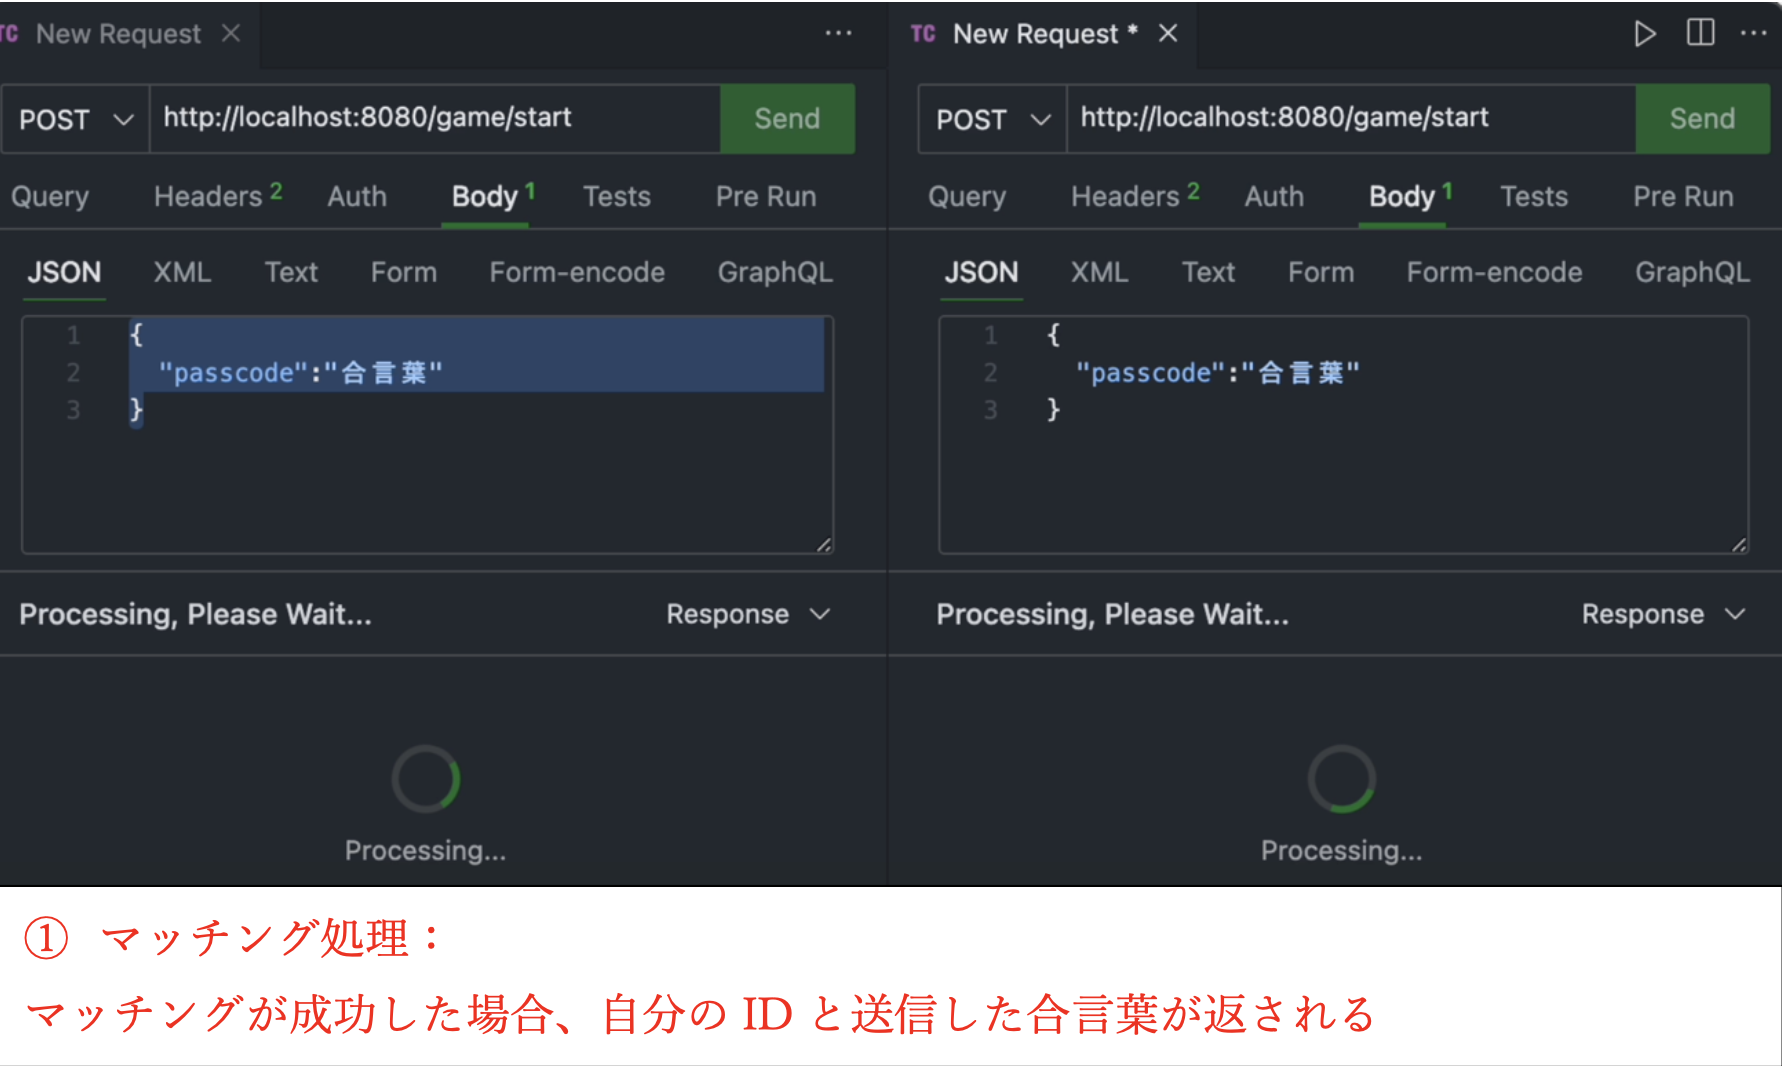 TC New Request × ···
POST http://localhost:8080/game/start Send
Query Headers 2 Auth Body 1 Tests Pre Run
JSON XML Text Form Form-encode GraphQL
1 {
2 "passcode":"合言葉"
3 }
Processing, Please Wait... Response
Processing...
TC New Request * × ···
POST http://localhost:8080/game/start Send
Query Headers 2 Auth Body 1 Tests Pre Run
JSON XML Text Form Form-encode GraphQL
1 {
2 "passcode":"合言葉"
3 }
Processing, Please Wait... Response
Processing...
① マッチング処理：
マッチングが成功した場合、自分の ID と送信した合言葉が返される